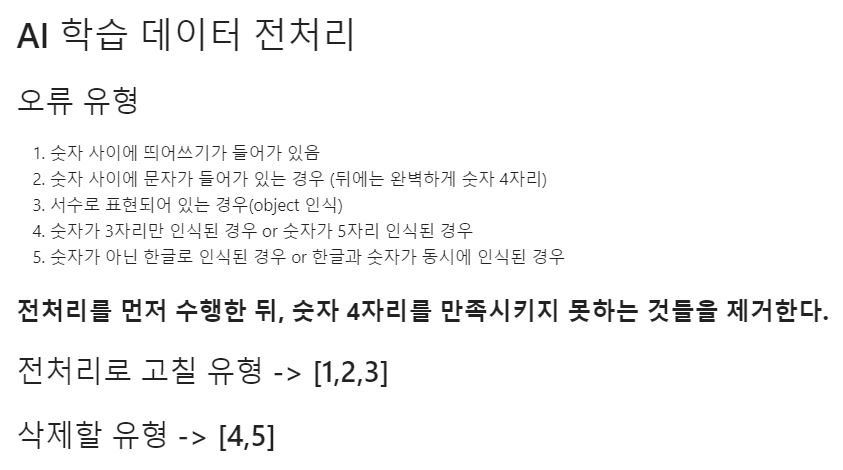 AI 학습 데이터 전처리
오류 유형
1. 숫자 사이에 띄어쓰기가 들어가 있음
2. 숫자 사이에 문자가 들어가 있는 경우 (뒤에는 완벽하게 숫자 4자리)
3. 서수로 표현되어 있는 경우(object 인식)
4. 숫자가 3자리만 인식된 경우 or 숫자가 5자리 인식된 경우
5. 숫자가 아닌 한글로 인식된 경우 or 한글과 숫자가 동시에 인식된 경우
전처리를 먼저 수행한 뒤, 숫자 4자리를 만족시키지 못하는 것들을 제거한다.
전처리로 고칠 유형 -> [1,2,3]
삭제할 유형 -> [4,5]